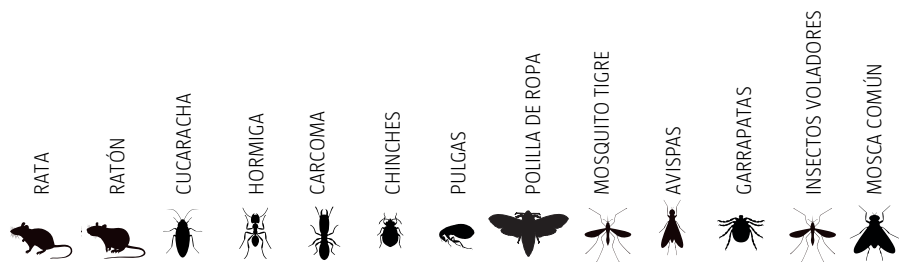 RATA
RATÓN
CUCARACHA
HORMIGA
CARCOMA
CHINCHES
PULGAS
POLILLA DE ROPA
MOSQUITO TIGRE
AVISPAS
GARRAPATAS
INSECTOS VOLADORES
MOSCA COMÚN